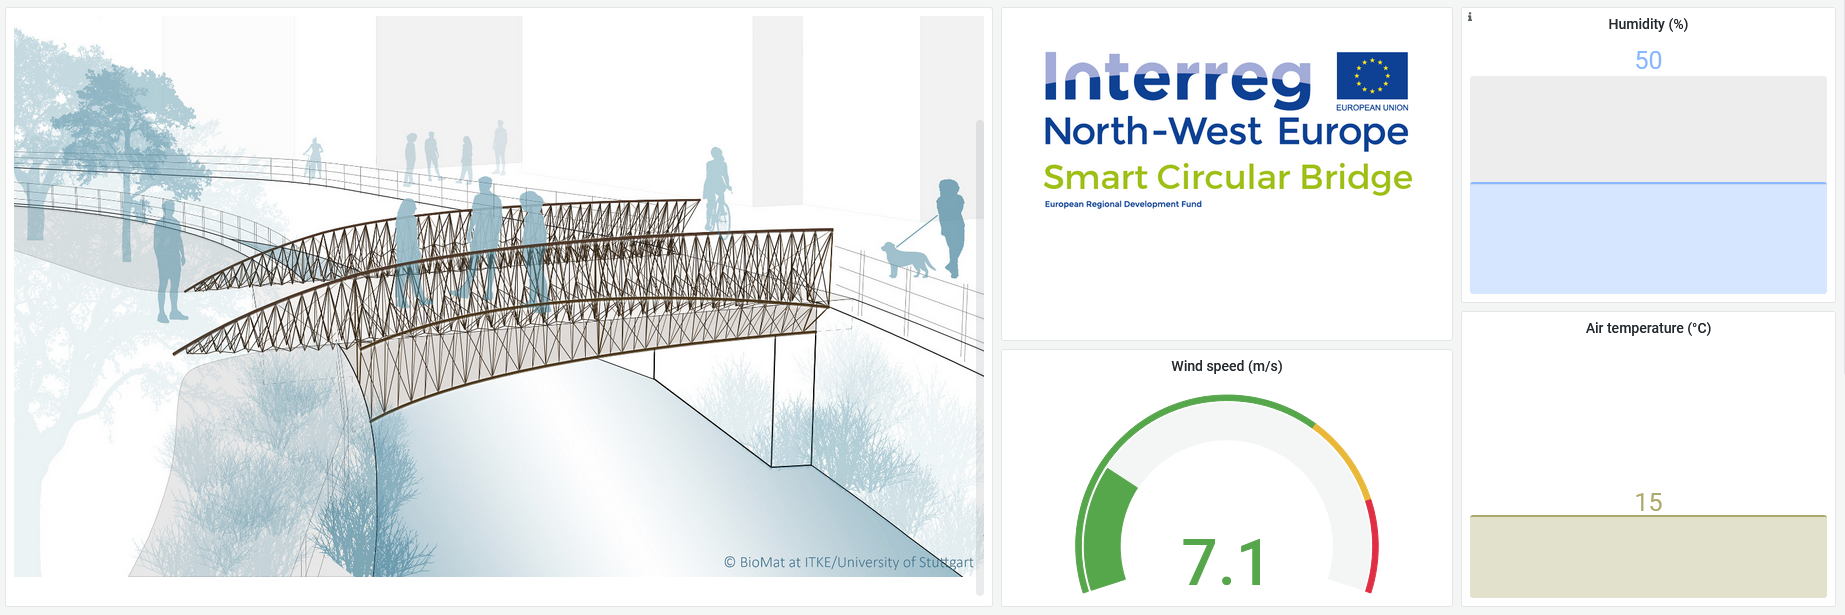 © BioMat at ITKE/University of Stuttgart
Interreg
EUROPEAN UNION
North-West Europe
Smart Circular Bridge
European Regional Development Fund
Wind speed (m/s)
7.1
i
Humidity (%)
50
Air temperature (°C)
15